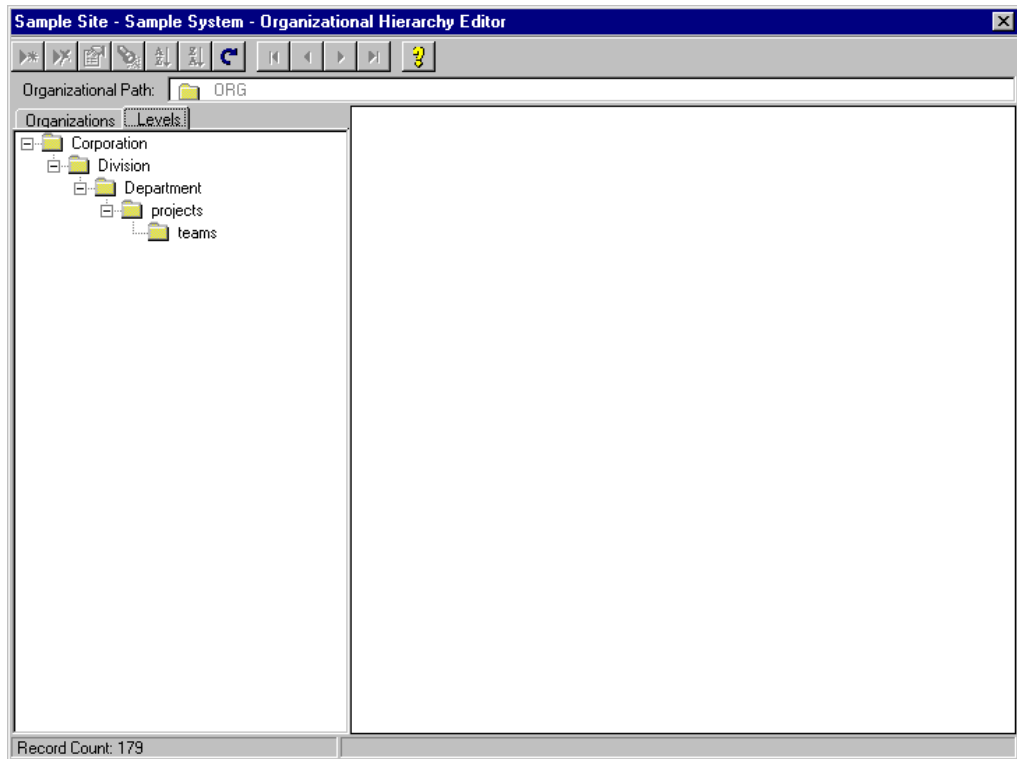 Sample Site - Sample System - Organizational Hierarchy Editor
Organizational Path: ORG
Organizations Levels
Corporation
Division
Department
projects
teams
Record Count: 179